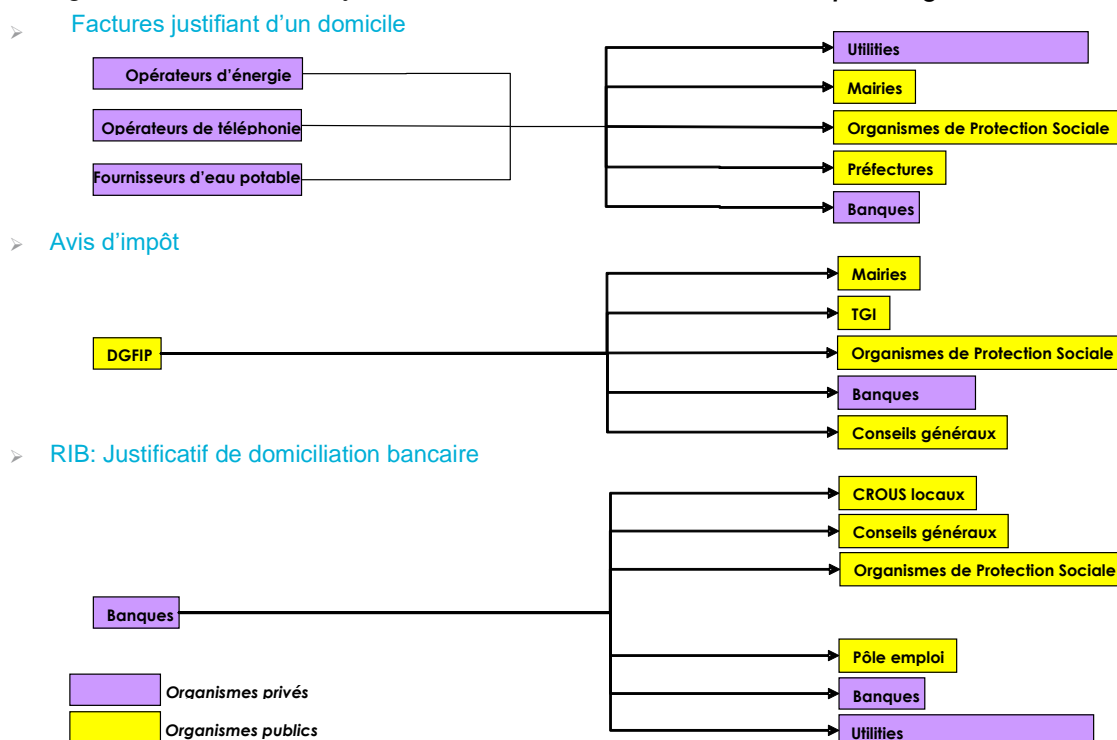 Factures justifiant d'un domicile
Opérateurs d'énergie
Opérateurs de téléphonie
Fournisseurs d'eau potable
Utilities
Mairies
Organismes de Protection Sociale
Préfectures
Banques
Avis d'impôt
DGFIP
Mairies
TGI
Organismes de Protection Sociale
Banques
Conseils généraux
RIB: Justificatif de domiciliation bancaire
Banques
CROUS locaux
Conseils généraux
Organismes de Protection Sociale
Pôle emploi
Banques
Utilities
Organismes privés
Organismes publics